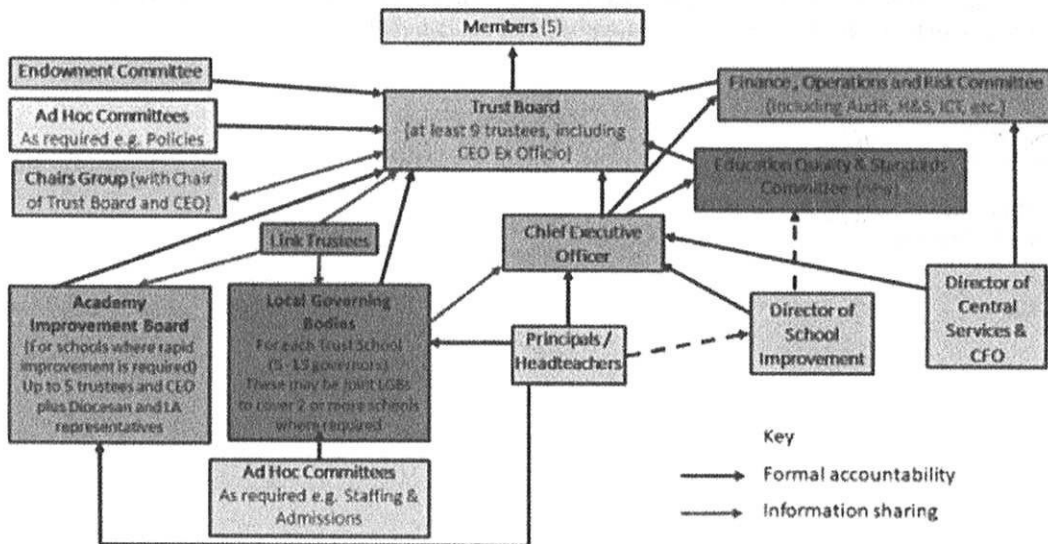 Members (5)
Endowment Committee
Finance, Operations and Risk Committee
(including Audit, H&S, ICT, etc.)
Trust Board
(at least 9 trustees, including
CEO Ex Officio)
Ad Hoc Committees
As required e.g. Policies
Education Quality & Standards
Committee (new)
Chairs Group (with Chair
of Trust Board and CEO)
Link Trustees
Chief Executive
Officer
Academy
Improvement Board
(For schools where rapid
improvement is required)
Up to 5 trustees and CEO
plus Diocesan and LA
representatives
Local Governing
Bodies
For each Trust School
(5 - 13 governors)
These may be joint LGBs
to cover 2 or more schools
where required
Principals /
Headteachers
Director of
School
Improvement
Director of
Central
Services &
CFO
Ad Hoc Committees
As required e.g. Staffing &
Admissions
Key
Formal accountability
Information sharing